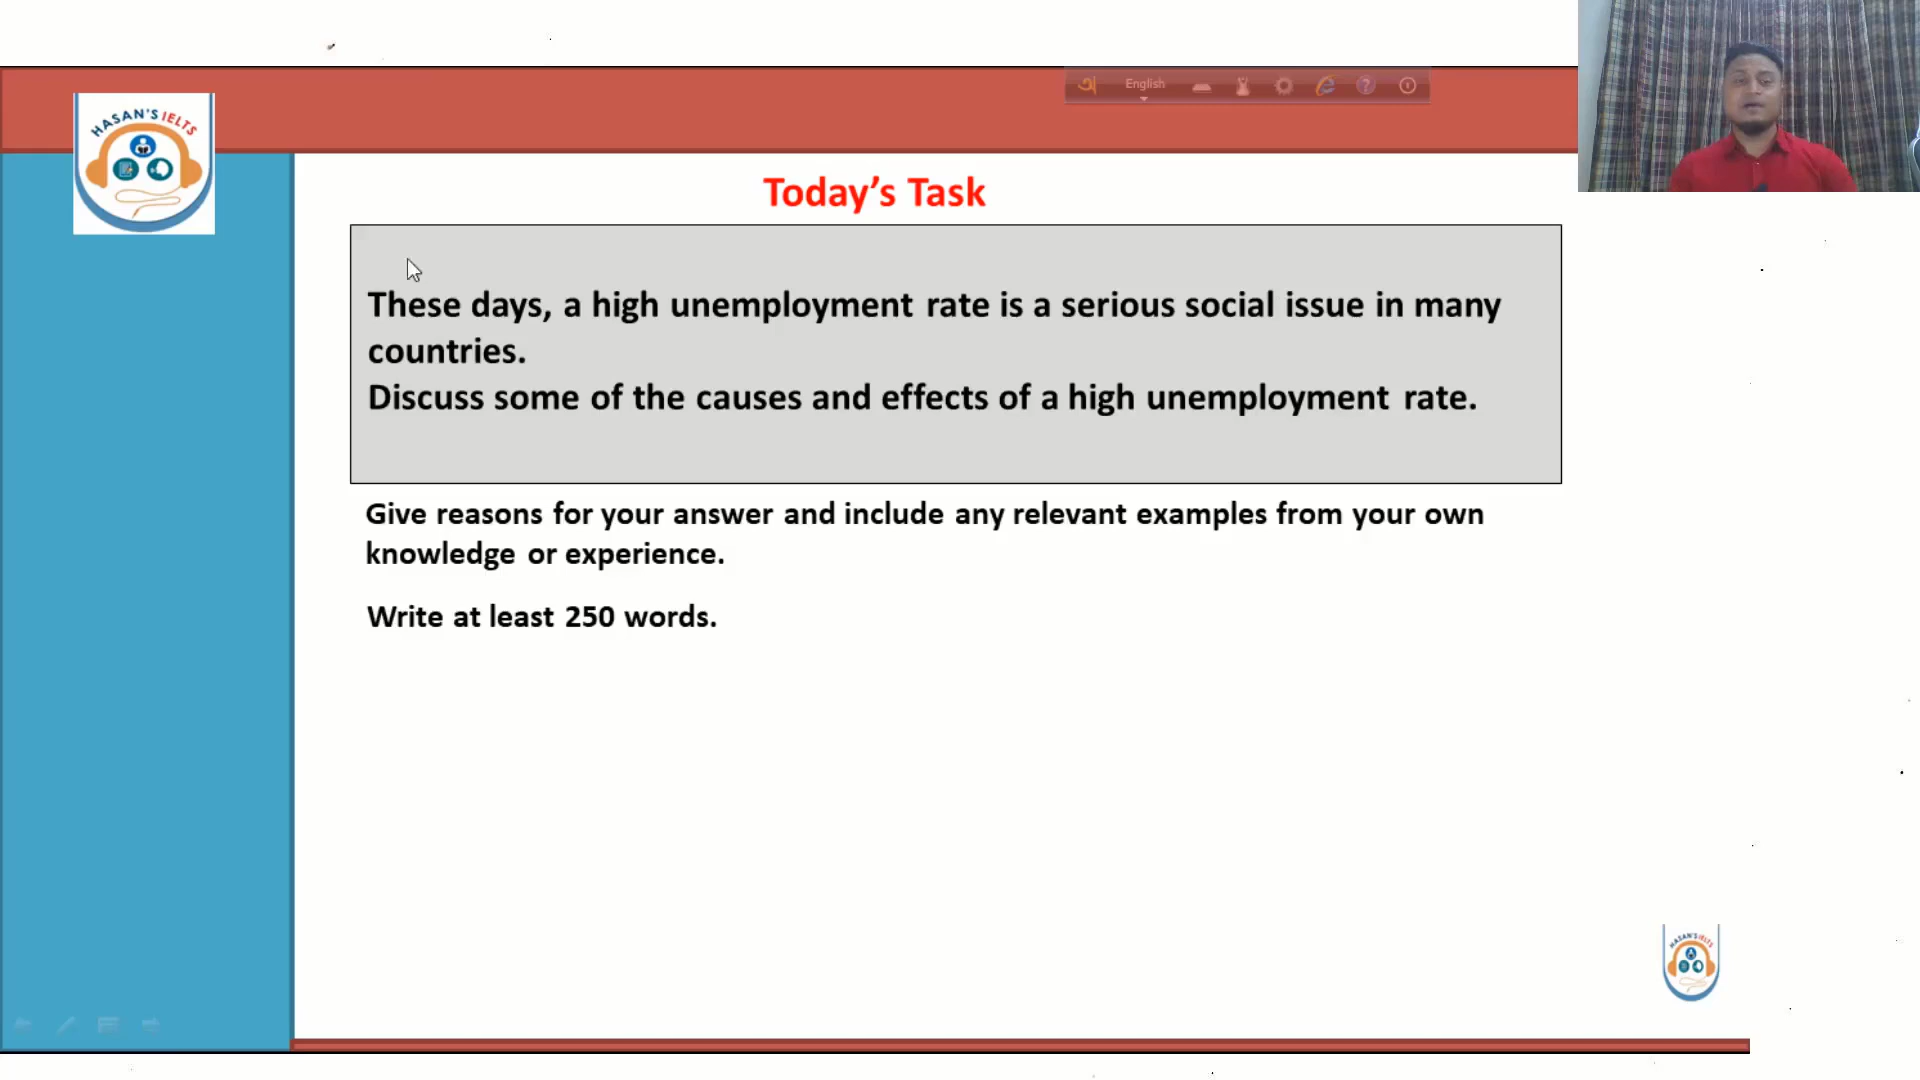 HASAN'S IELTS
অ
English
Today's Task
These days, a high unemployment rate is a serious social issue in many
countries.
Discuss some of the causes and effects of a high unemployment rate.
Give reasons for your answer and include any relevant examples from your own
knowledge or experience.
Write at least 250 words.
HASAN'S IELTS